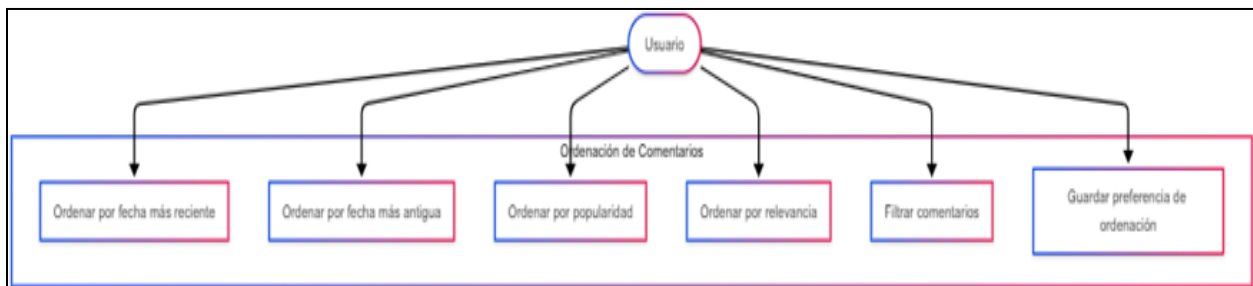 Usuario
Ordenación de Comentarios
Ordenar por fecha más reciente
Ordenar por fecha más antigua
Ordenar por popularidad
Ordenar por relevancia
Filtrar comentarios
Guardar preferencia de
ordenación